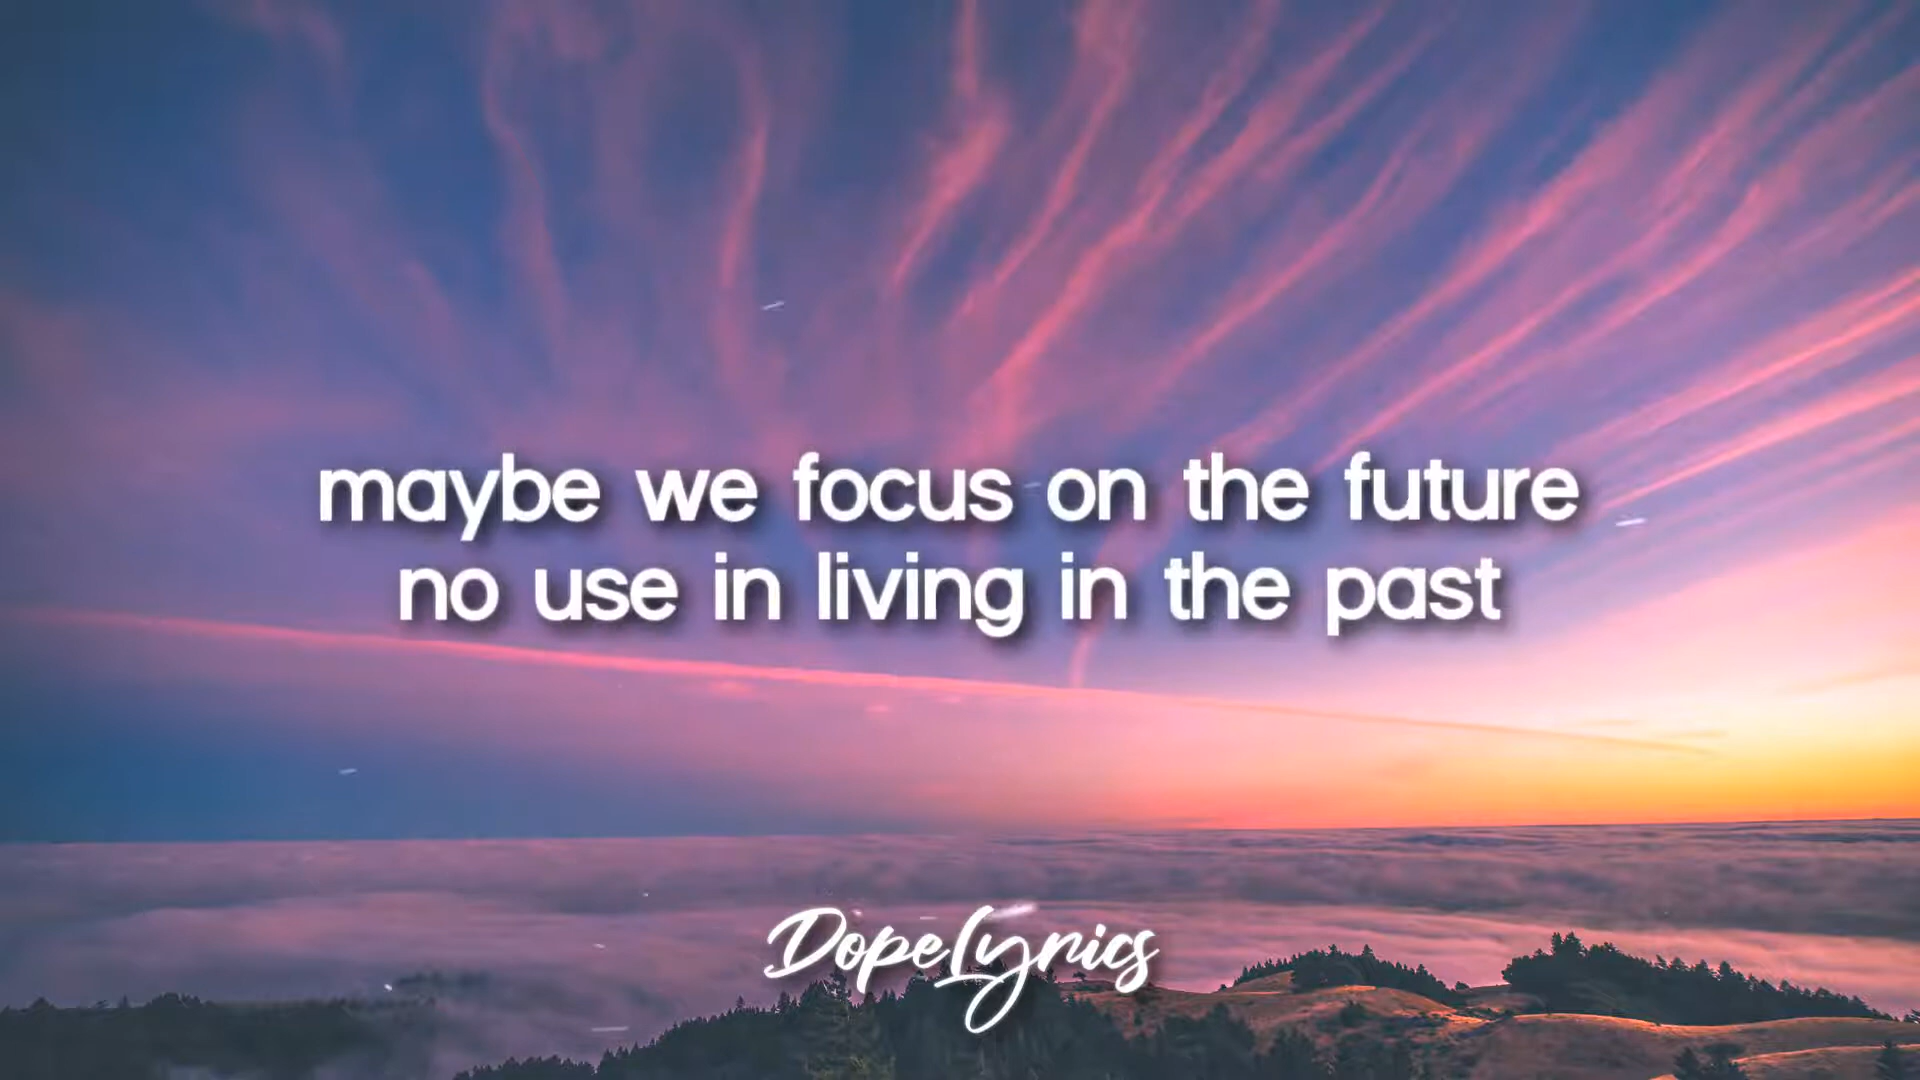 maybe we focus on the future
no use in living in the past
DopeLyrics